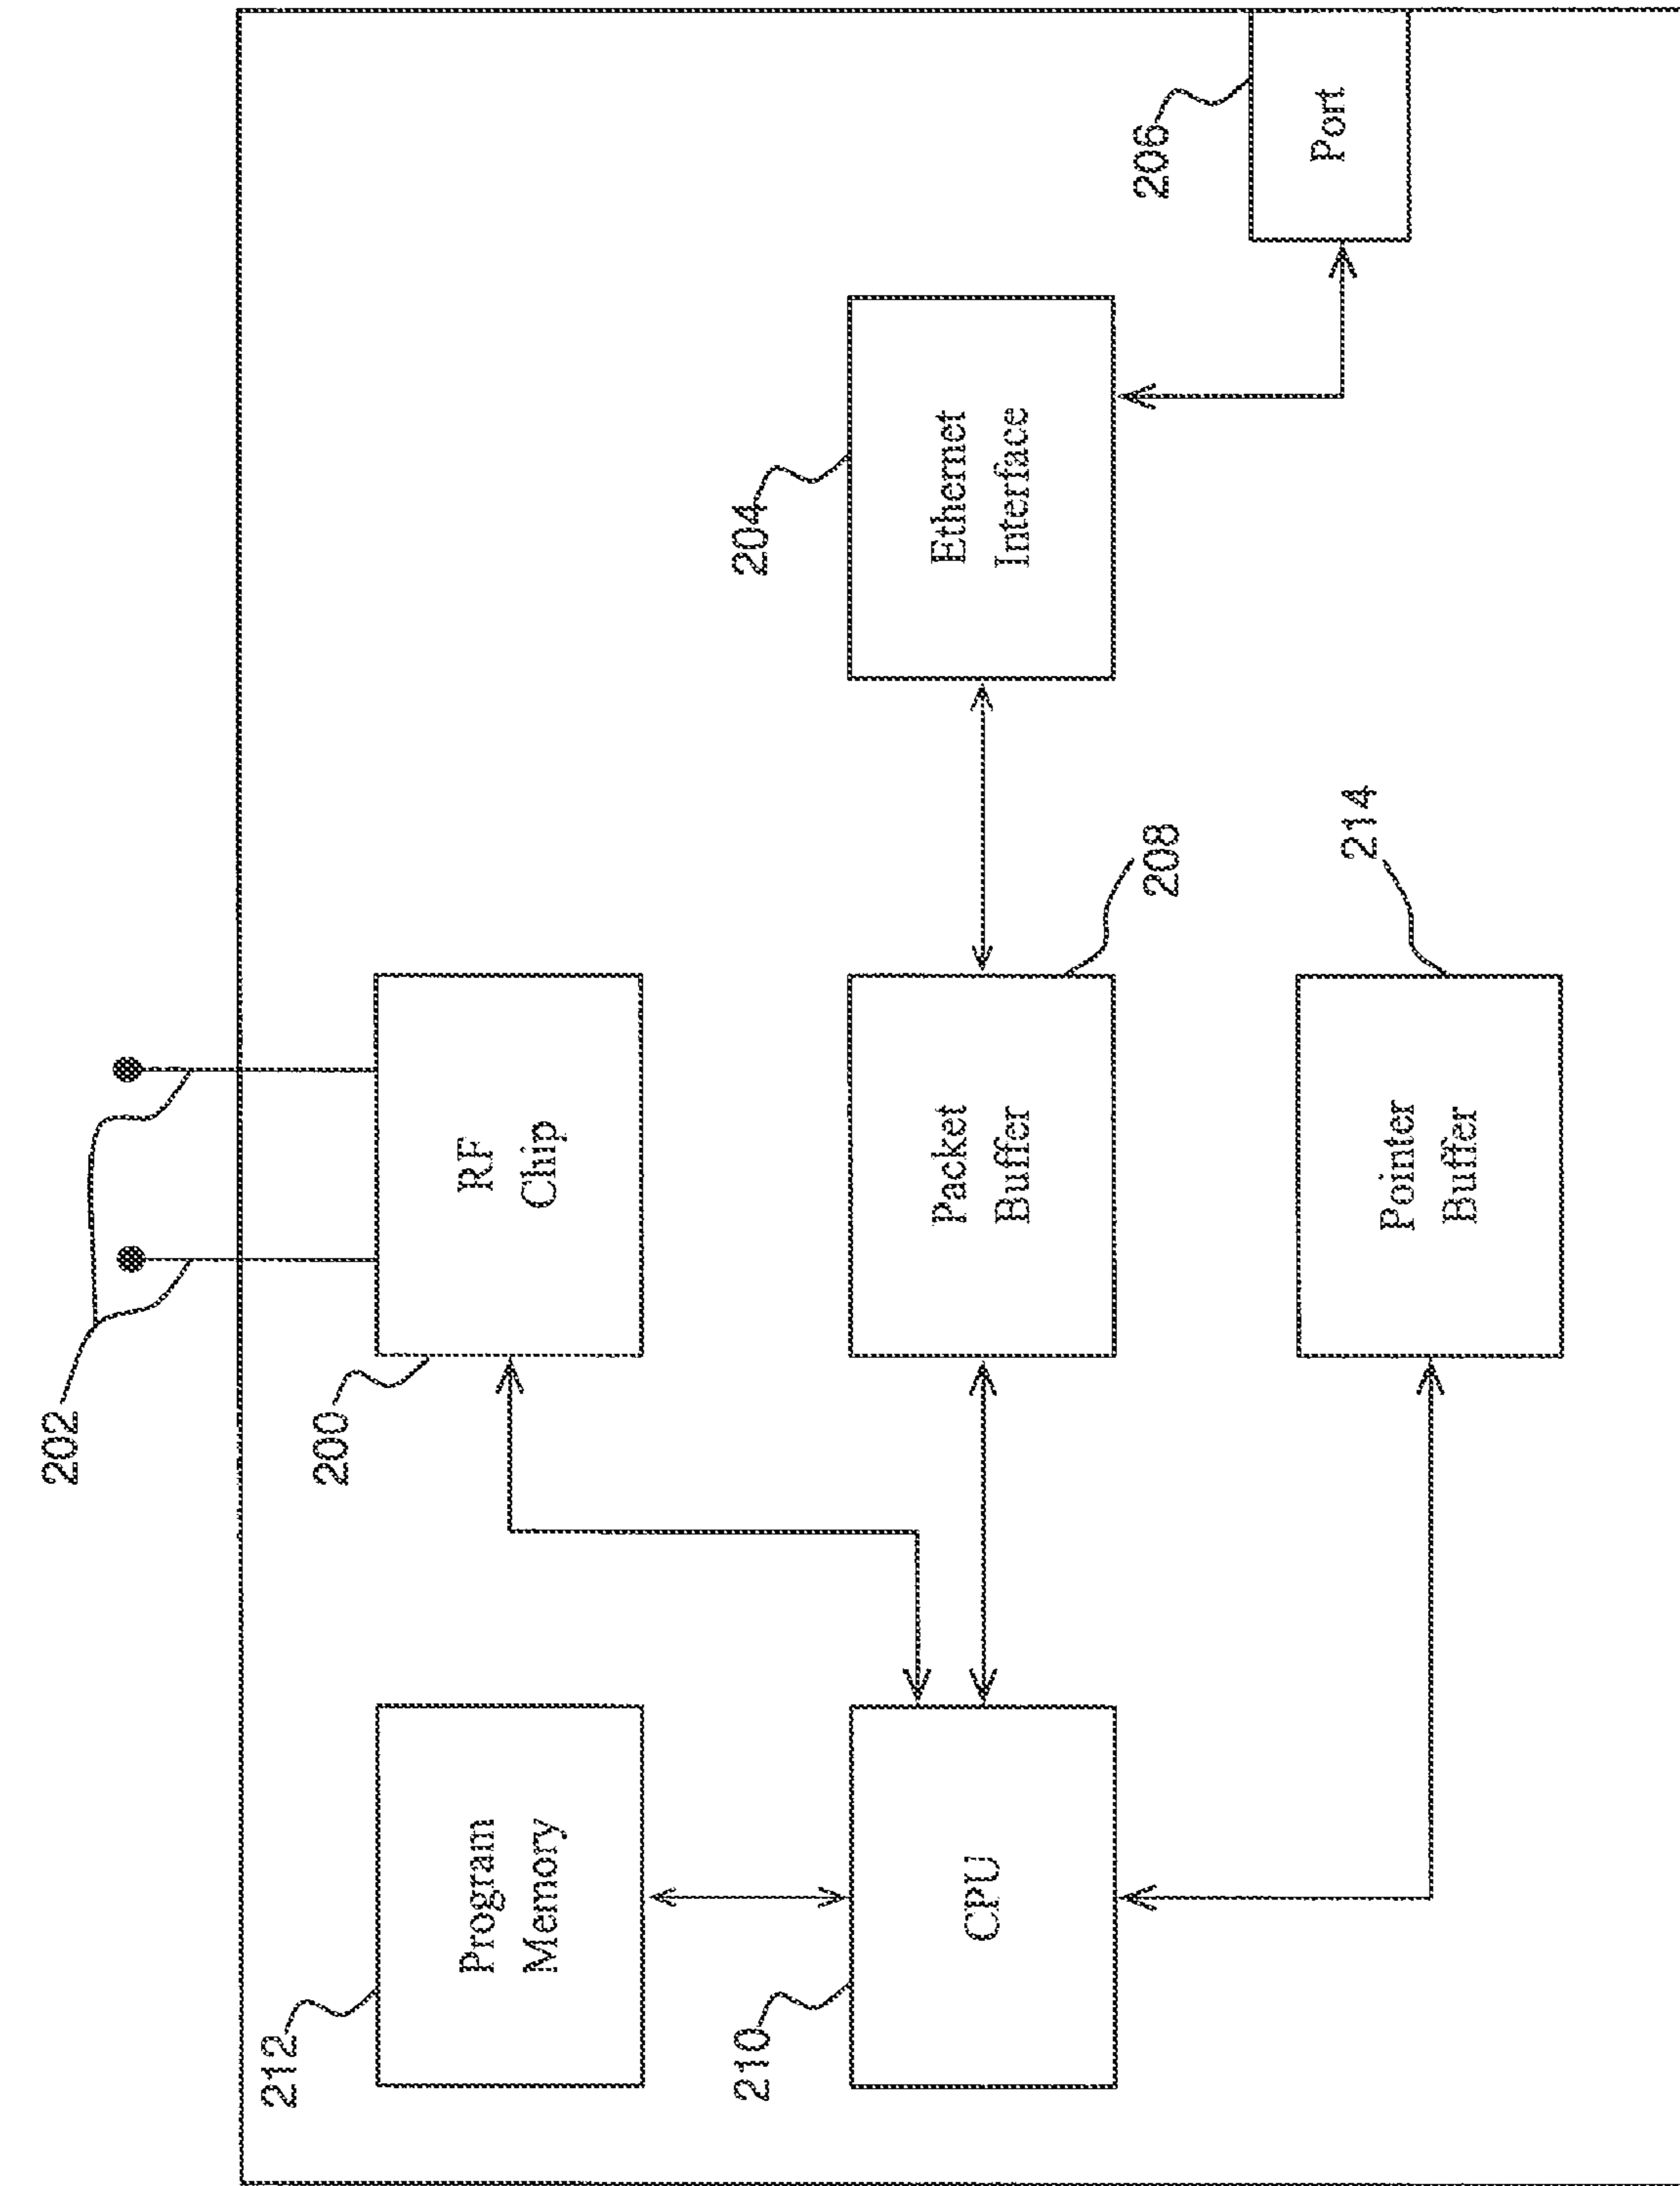 202
200
RF
Chip
212
Program
Memory
210
CPU
Packet
Buffer
208
204
Ethernet
Interface
206
Port
Pointer
Buffer
214